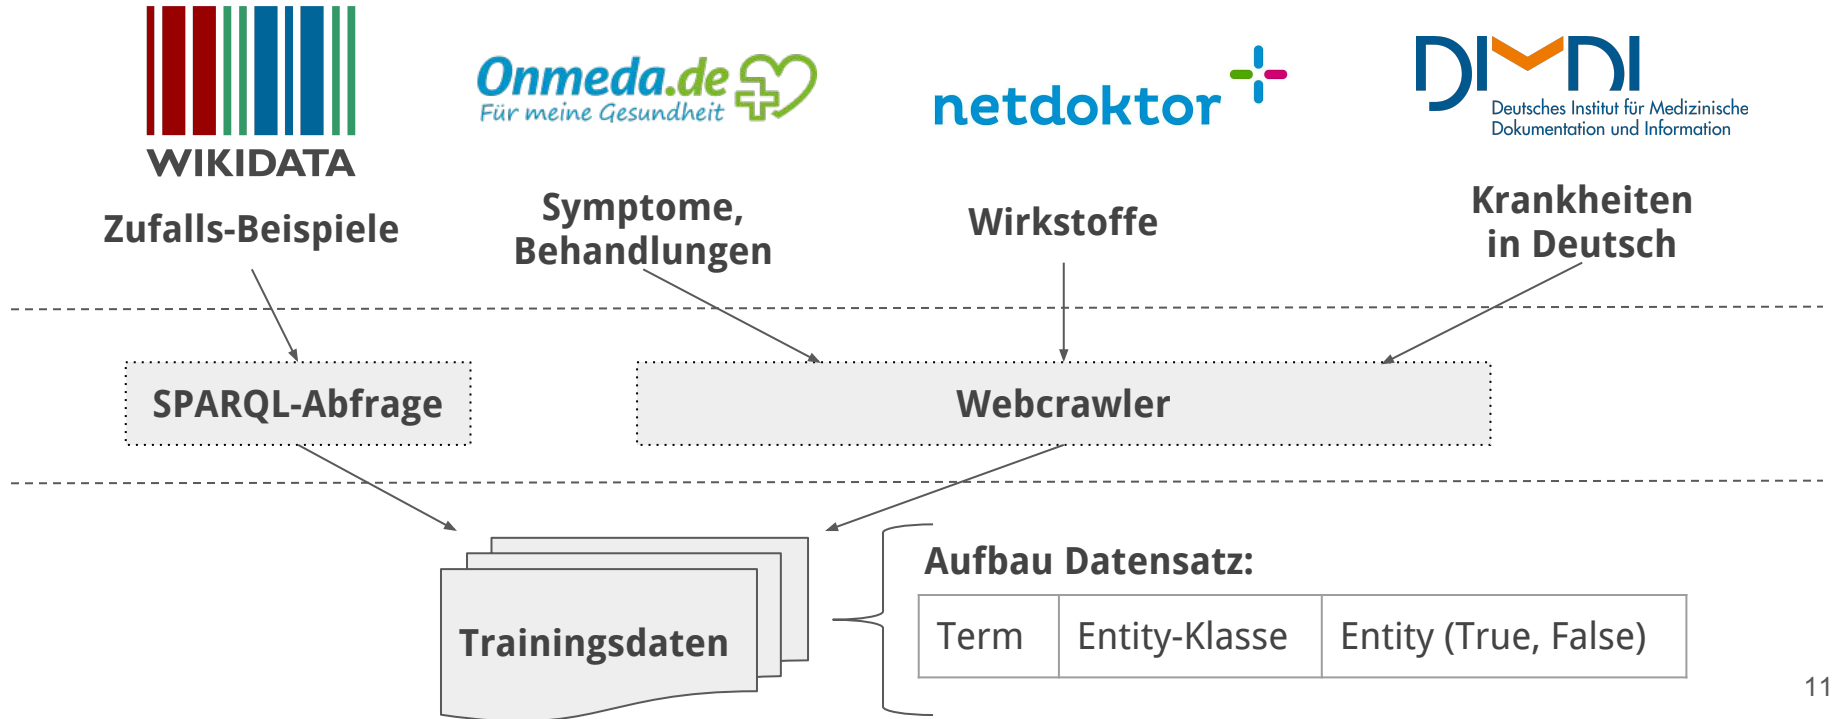 WIKIDATA
Onmeda.de
Für meine Gesundheit
netdoktor
DIMDI
Deutsches Institut für Medizinische
Dokumentation und Information
Zufalls-Beispiele
Symptome,
Behandlungen
Wirkstoffe
Krankheiten
in Deutsch
SPARQL-Abfrage
Webcrawler
Trainingsdaten
Aufbau Datensatz:
Term
Entity-Klasse
Entity (True, False)
11